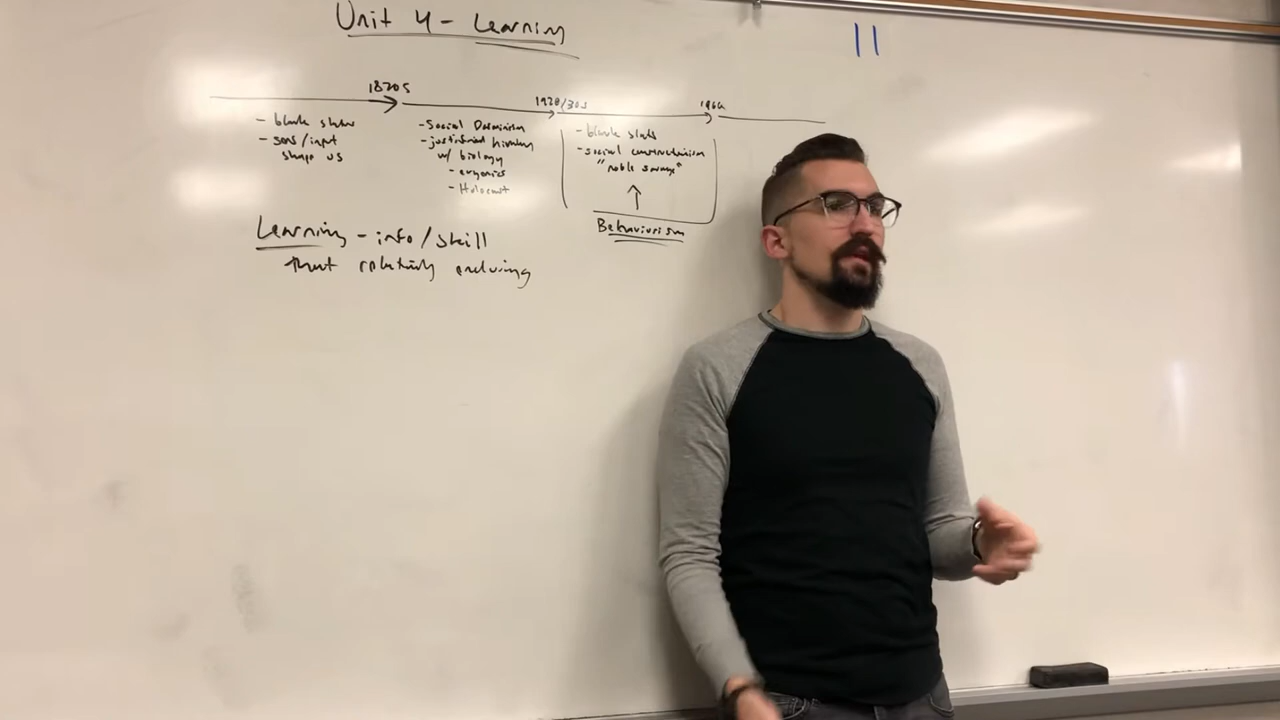 Unit 4 - Learning
11
1870s
1920/30s
1960
- blank slate
- sens/input
shape us
- Social Darwinism
- justified hierarchy
w/ biology
- eugenics
- Holocaust
- blank slate
- social constructionism
"noble savage"
Behaviorism
Learning - info/skill
that relatively enduring